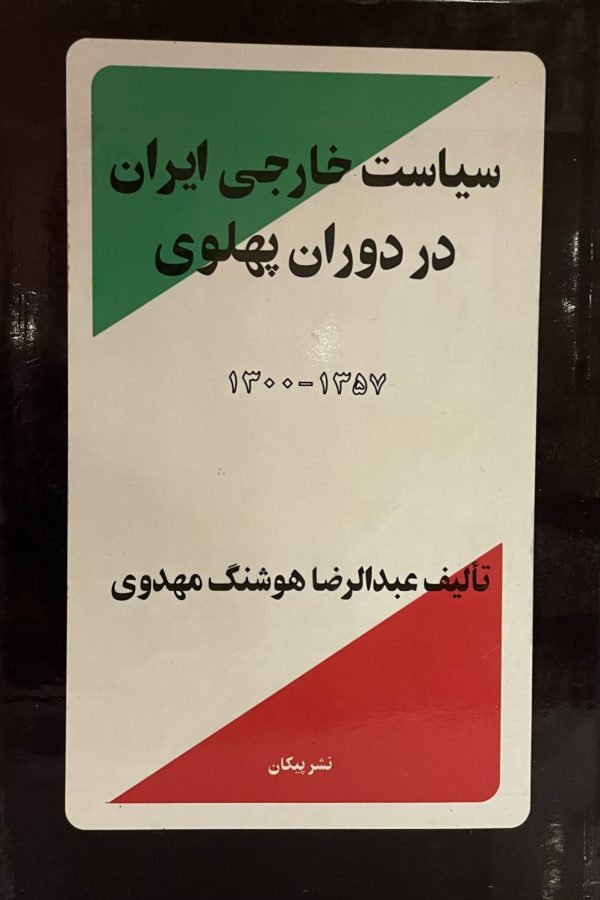 سیاست خارجی ایران
در دوران پهلوی
۱۳۰۰-۱۳۵۷
تألیف عبدالرضا هوشنگ مهدوی
نشر پیکان